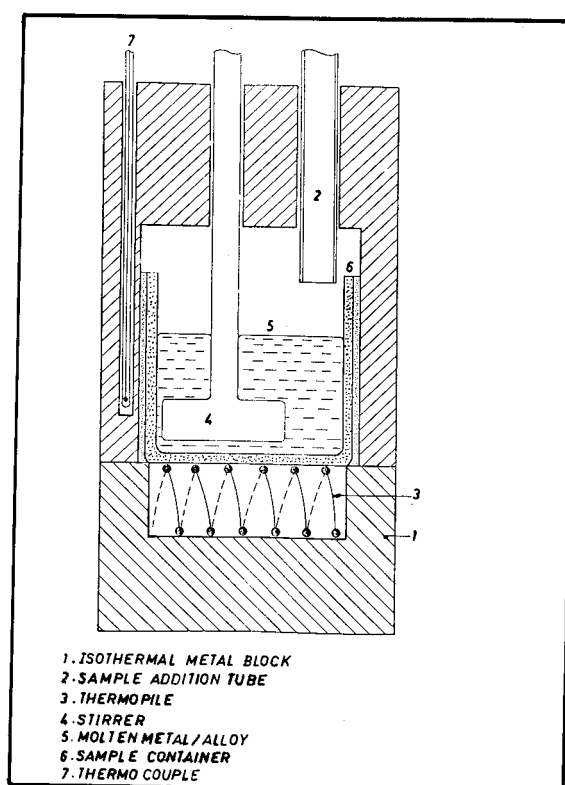 7
2
6
5
4
3
1
1. ISOTHERMAL METAL BLOCK
2. SAMPLE ADDITION TUBE
3. THERMOPILE
4. STIRRER
5. MOLTEN METAL/ALLOY
6. SAMPLE CONTAINER
7. THERMO COUPLE